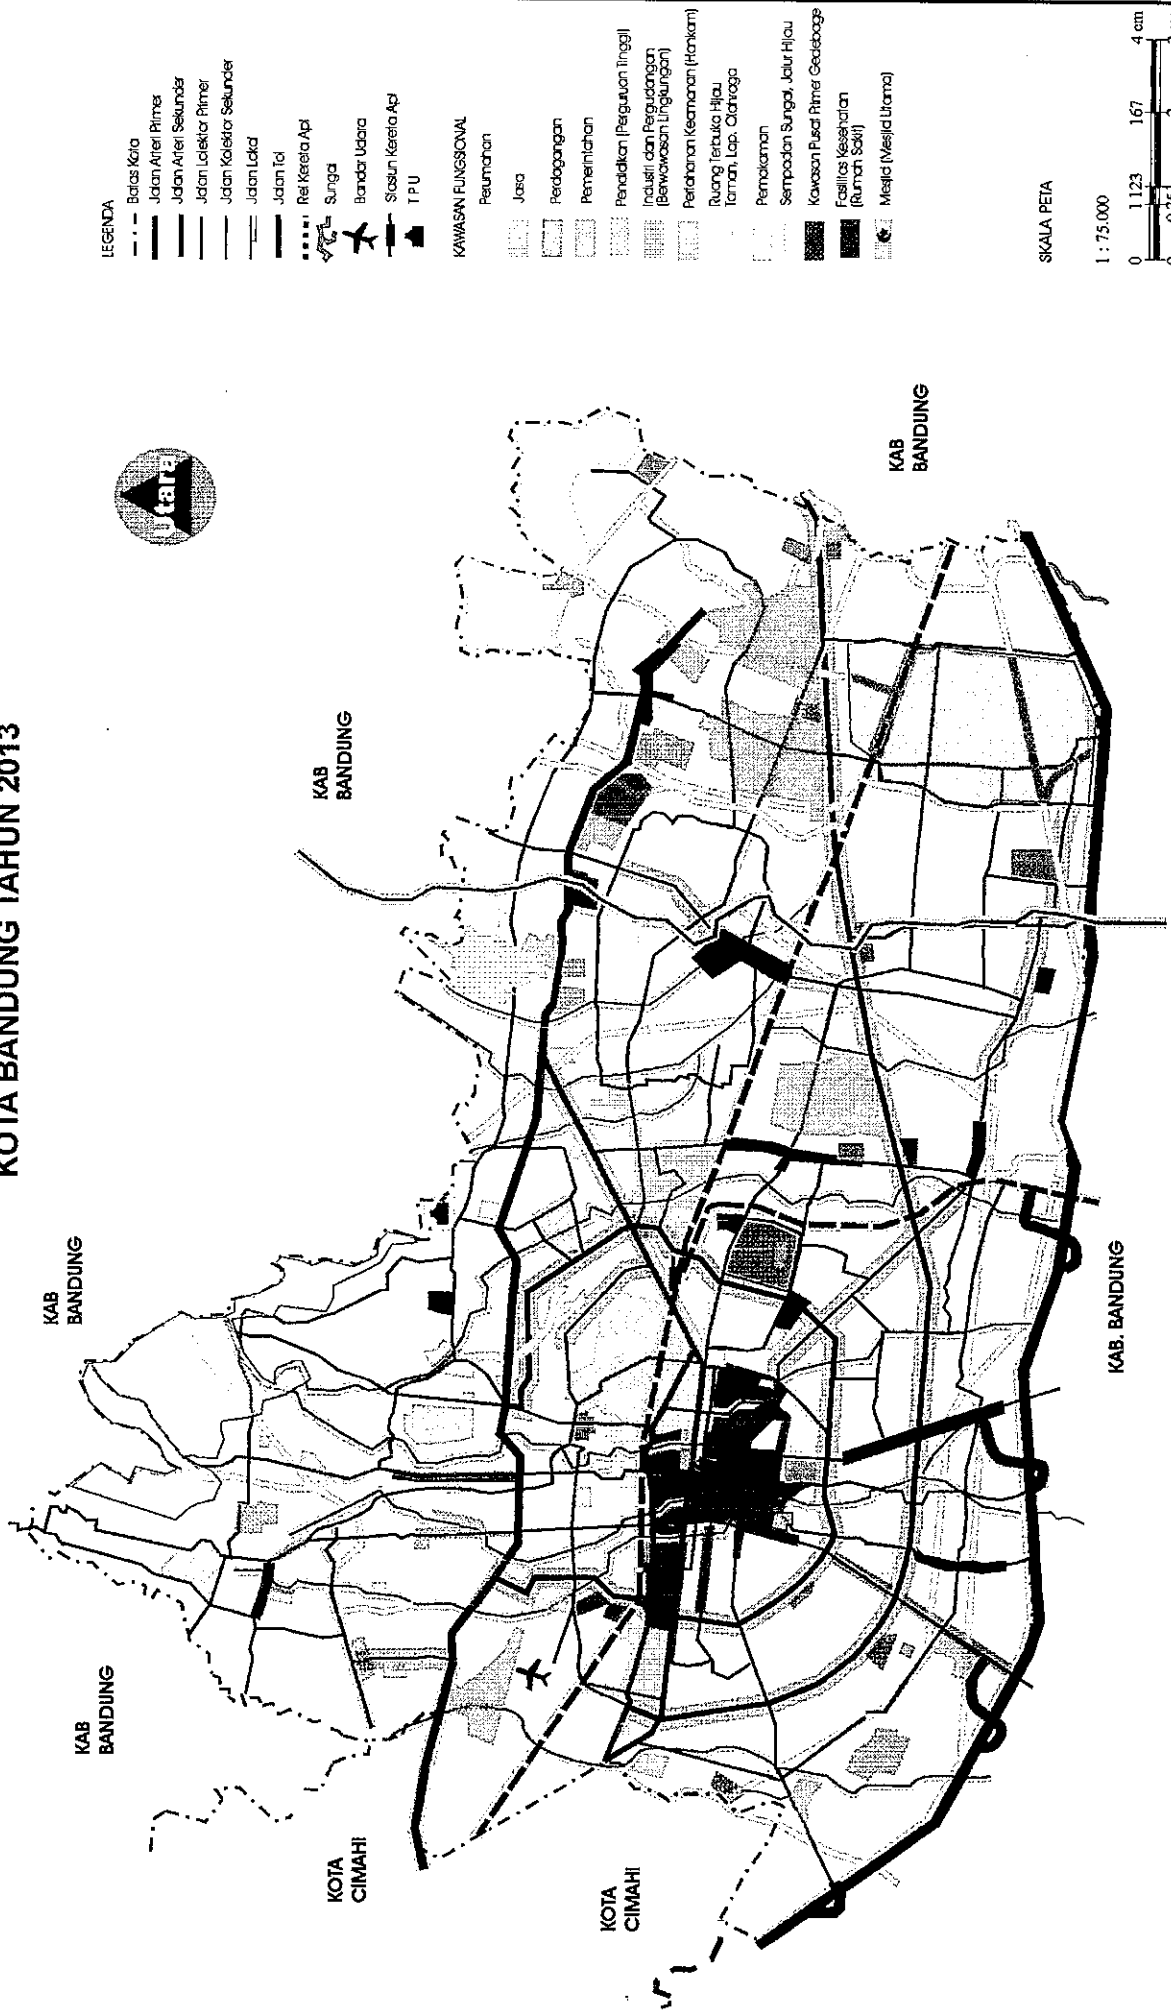 KOTA BANDUNG TAHUN 2013
Utara
KAB
BANDUNG
KAB
BANDUNG
KAB
BANDUNG
KAB
BANDUNG
KOTA
CIMAHI
KOTA
CIMAHI
KAB. BANDUNG
LEGENDA
Batas Kota
Jalan Arteri Primer
Jalan Arteri Sekunder
Jalan Lolektor Primer
Jalan Kolektor Sekunder
Jalan Lokal
Jalan Tol
Rel Kereta Api
Sungai
Bandar Udara
Stasiun Kereta Api
T P U
KAWASAN FUNGSIONAL
Perumahan
Jasa
Perdagangan
Pemerintahan
Pendidikan (Perguruan Tinggi)
Industri dan Pergudangan
(Berwawasan Lingkungan)
Pertahanan Keamanan (Hankam)
Ruang Terbuka Hijau
Taman, Lap. Olahraga
Pemakaman
Sempadan Sungai, Jalur Hijau
Kawasan Pusat Primer Gedebage
Fasilitas Kesehatan
(Rumah Sakit)
Mesjid (Mesjid Utama)
SKALA PETA
1 : 75.000
0 1 123 167 4 cm